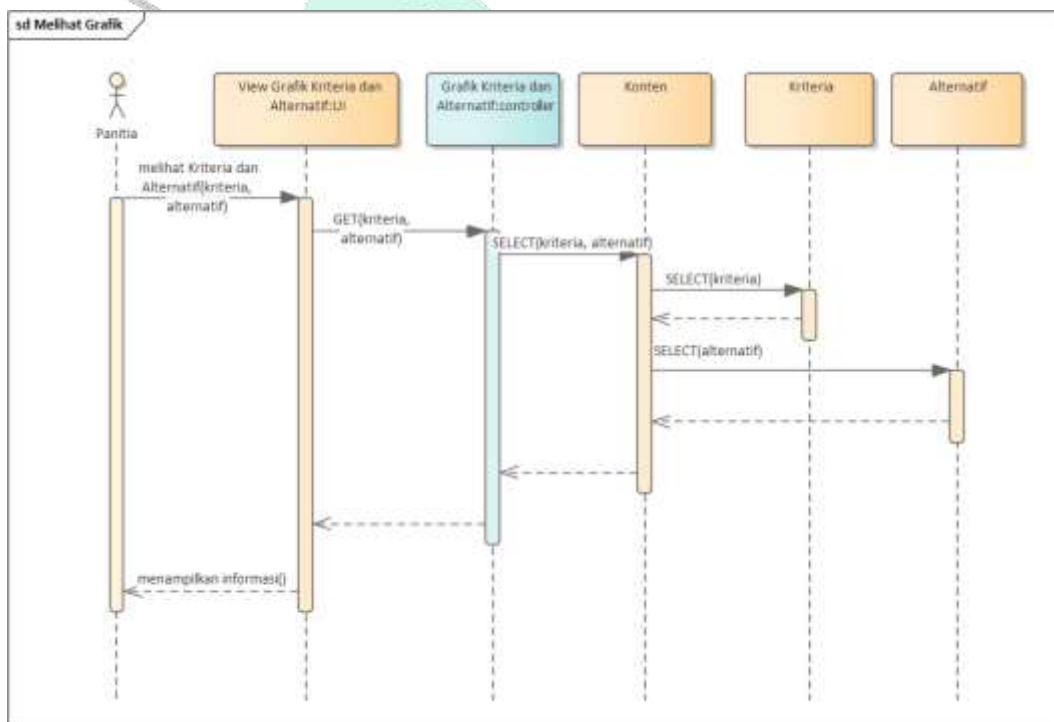 sd Melihat Grafik
Panitia
View Grafik Kriteria dan
Alternatif:UI
Grafik Kriteria dan
Alternatif:controller
Konten
Kriteria
Alternatif
melihat Kriteria dan
Alternatif(kriteria,
alternatif)
GET(kriteria,
alternatif)
SELECT(kriteria, alternatif)
SELECT(kriteria)
SELECT(alternatif)
menampilkan informasi()